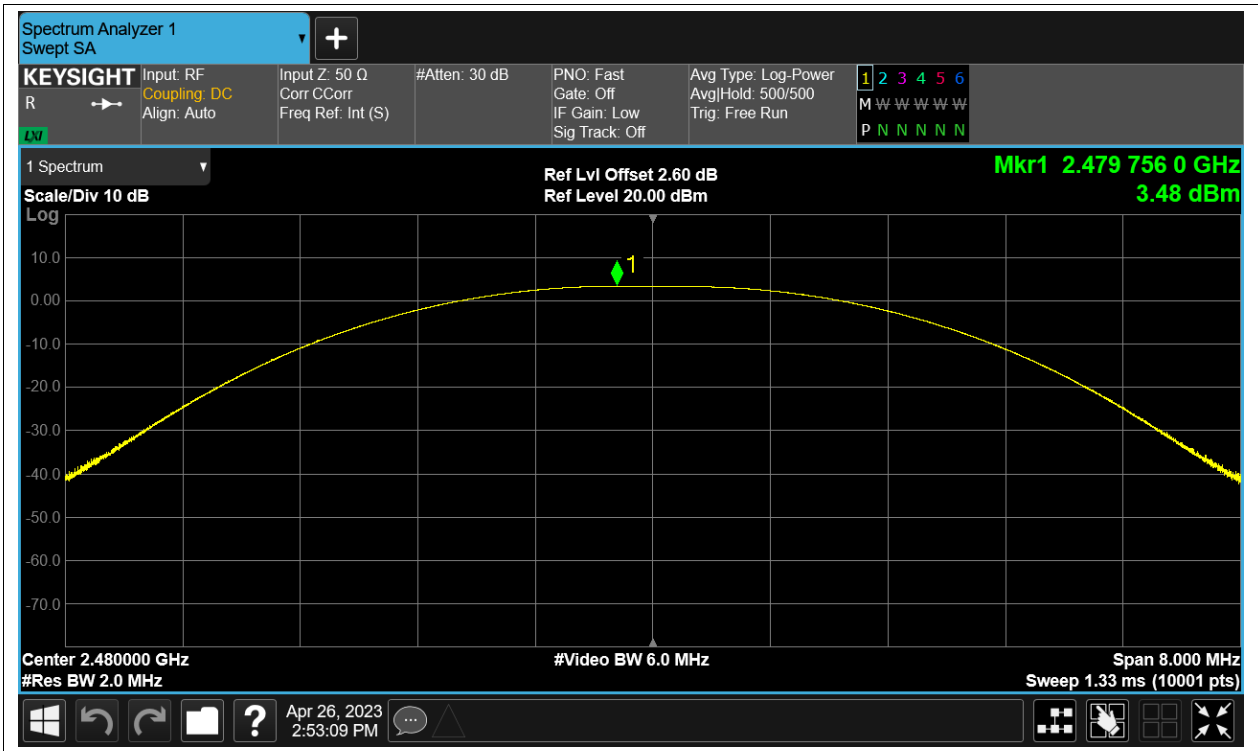 Spectrum Analyzer 1
Swept SA
KEYSIGHT
R
LXI
Input: RF
Coupling: DC
Align: Auto
Input Z: 50 Ω
Corr CCorr
Freq Ref: Int (S)
#Atten: 30 dB
PNO: Fast
Gate: Off
IF Gain: Low
Sig Track: Off
Avg Type: Log-Power
Avg|Hold: 500/500
Trig: Free Run
1 2 3 4 5 6
M W W W W W W
P N N N N N
1 Spectrum
Scale/Div 10 dB
Log
Ref Lvl Offset 2.60 dB
Ref Level 20.00 dBm
Mkr1 2.479 756 0 GHz
3.48 dBm
1
10.0
0.00
-10.0
-20.0
-30.0
-40.0
-50.0
-60.0
-70.0
Center 2.480000 GHz
#Res BW 2.0 MHz
#Video BW 6.0 MHz
Span 8.000 MHz
Sweep 1.33 ms (10001 pts)
?
Apr 26, 2023
2:53:09 PM